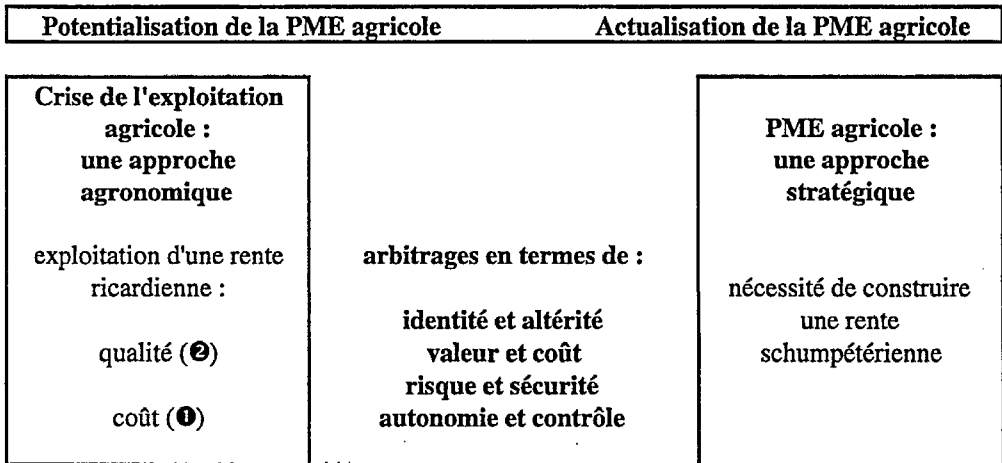 Potentialisation de la PME agricole Actualisation de la PME agricole
Crise de l'exploitation
agricole :
une approche
agronomique
exploitation d'une rente
ricardienne :
qualité (❷)
coût (❶)
arbitrages en termes de :
identité et altérité
valeur et coût
risque et sécurité
autonomie et contrôle
PME agricole :
une approche
stratégique
nécessité de construire
une rente
schumpétérienne